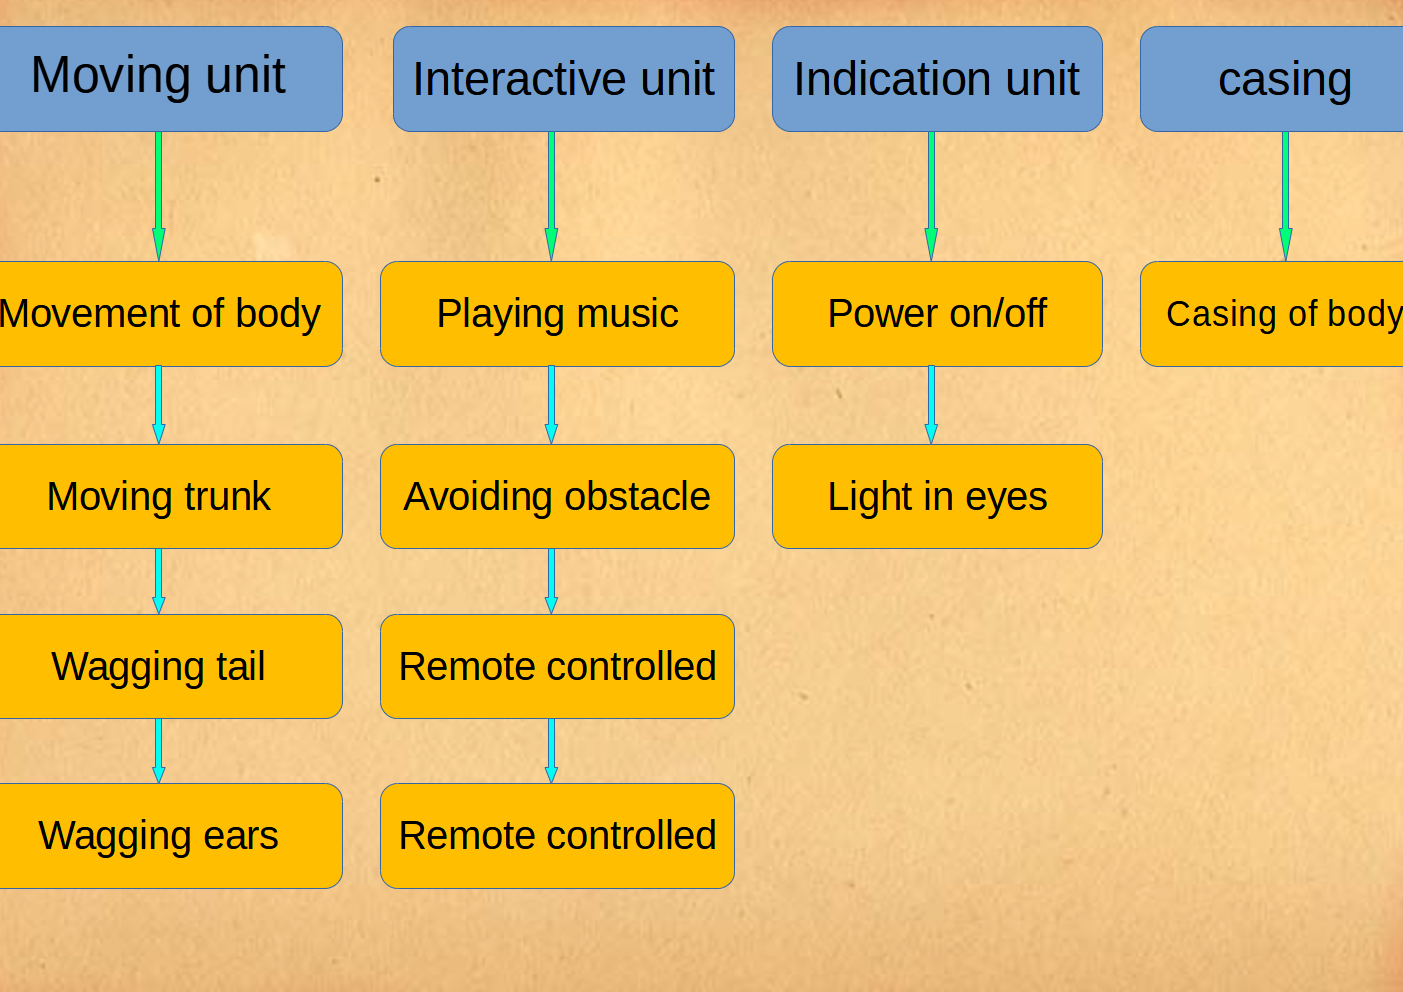 Moving unit
Interactive unit
Indication unit
casing
Movement of body
Playing music
Power on/off
Casing of body
Moving trunk
Avoiding obstacle
Light in eyes
Wagging tail
Remote controlled
Wagging ears
Remote controlled